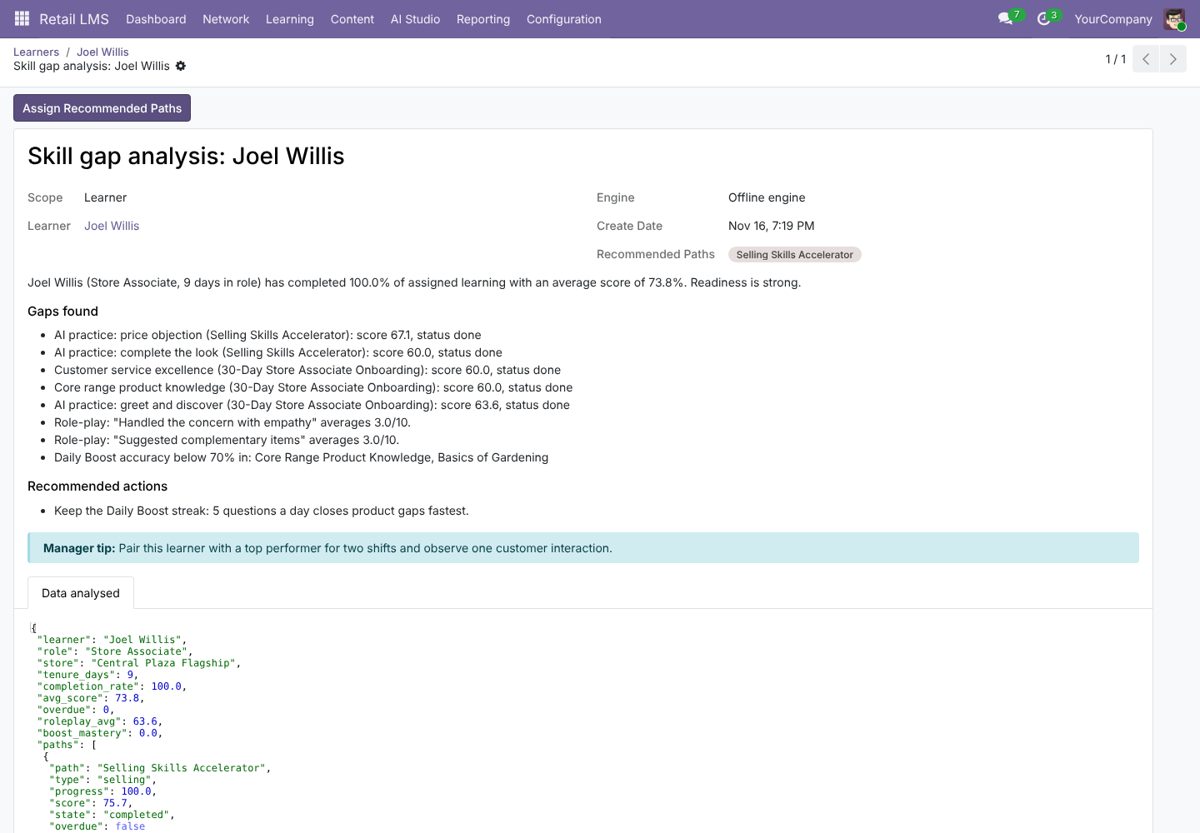 Retail LMS Dashboard Network Learning Content AI Studio Reporting Configuration 7 3 YourCompany
Learners / Joel Willis
Skill gap analysis: Joel Willis
1 / 1
Assign Recommended Paths
Skill gap analysis: Joel Willis
Scope Learner
Engine Offline engine
Learner Joel Willis
Create Date Nov 16, 7:19 PM
Recommended Paths Selling Skills Accelerator
Joel Willis (Store Associate, 9 days in role) has completed 100.0% of assigned learning with an average score of 73.8%. Readiness is strong.
Gaps found
• AI practice: price objection (Selling Skills Accelerator): score 67.1, status done
• AI practice: complete the look (Selling Skills Accelerator): score 60.0, status done
• Customer service excellence (30-Day Store Associate Onboarding): score 60.0, status done
• Core range product knowledge (30-Day Store Associate Onboarding): score 60.0, status done
• AI practice: greet and discover (30-Day Store Associate Onboarding): score 63.6, status done
• Role-play: "Handled the concern with empathy" averages 3.0/10.
• Role-play: "Suggested complementary items" averages 3.0/10.
• Daily Boost accuracy below 70% in: Core Range Product Knowledge, Basics of Gardening
Recommended actions
• Keep the Daily Boost streak: 5 questions a day closes product gaps fastest.
Manager tip: Pair this learner with a top performer for two shifts and observe one customer interaction.
Data analysed
{
"learner": "Joel Willis",
"role": "Store Associate",
"store": "Central Plaza Flagship",
"tenure_days": 9,
"completion_rate": 100.0,
"avg_score": 73.8,
"overdue": 0,
"roleplay_avg": 63.6,
"boost_mastery": 0.0,
"paths": [
{
"path": "Selling Skills Accelerator",
"type": "selling",
"progress": 100.0,
"score": 75.7,
"state": "completed",
"overdue": false